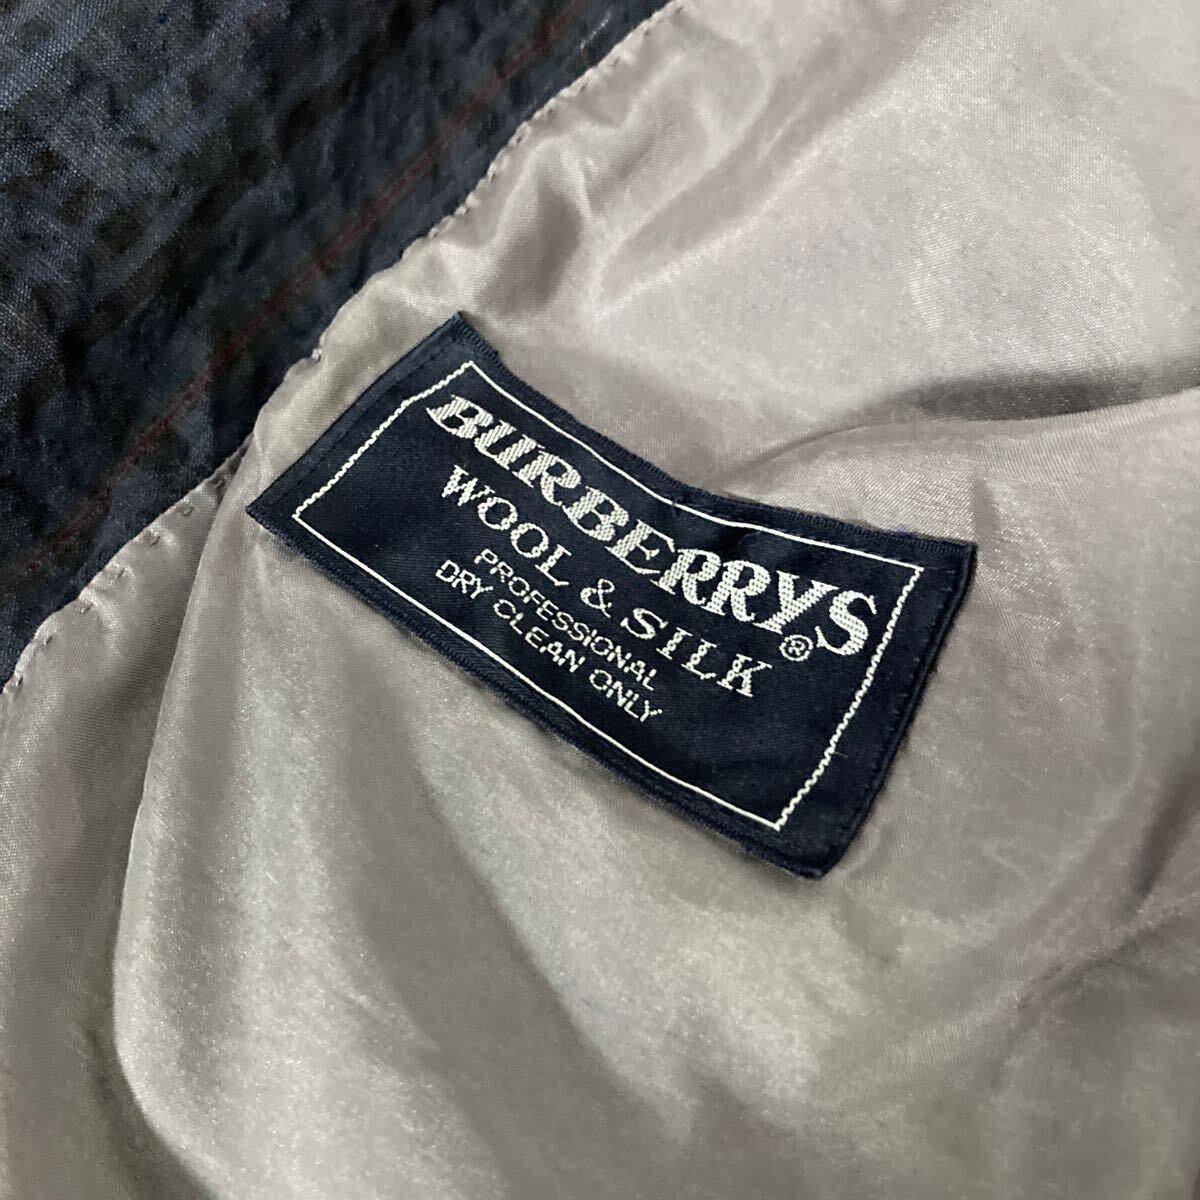 BURBERRYS®
WOOL & SILK
PROFESSIONAL
DRY CLEAN ONLY